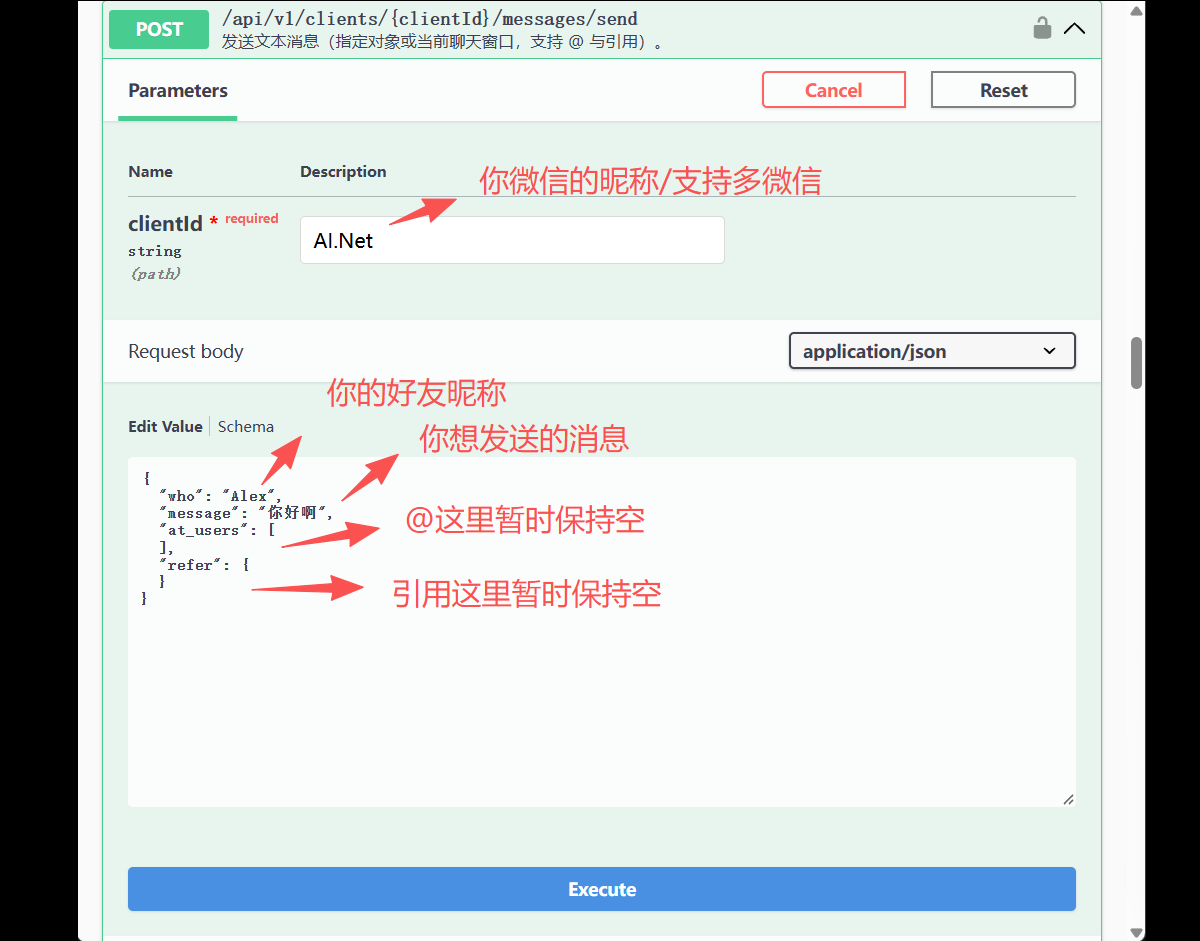 POST
/api/v1/clients/{clientId}/messages/send
发送文本消息（指定对象或当前聊天窗口，支持 @ 与引用）。
Parameters
Cancel
Reset
Name
Description
你微信的昵称/支持多微信
clientId * required
string
(path)
AI.Net
Request body
application/json
你的好友昵称
Edit Value
Schema
你想发送的消息
{
"who": "Alex",
"message": "你好啊",
"at_users": [
],
"refer": {
}
}
@这里暂时保持空
引用这里暂时保持空
Execute